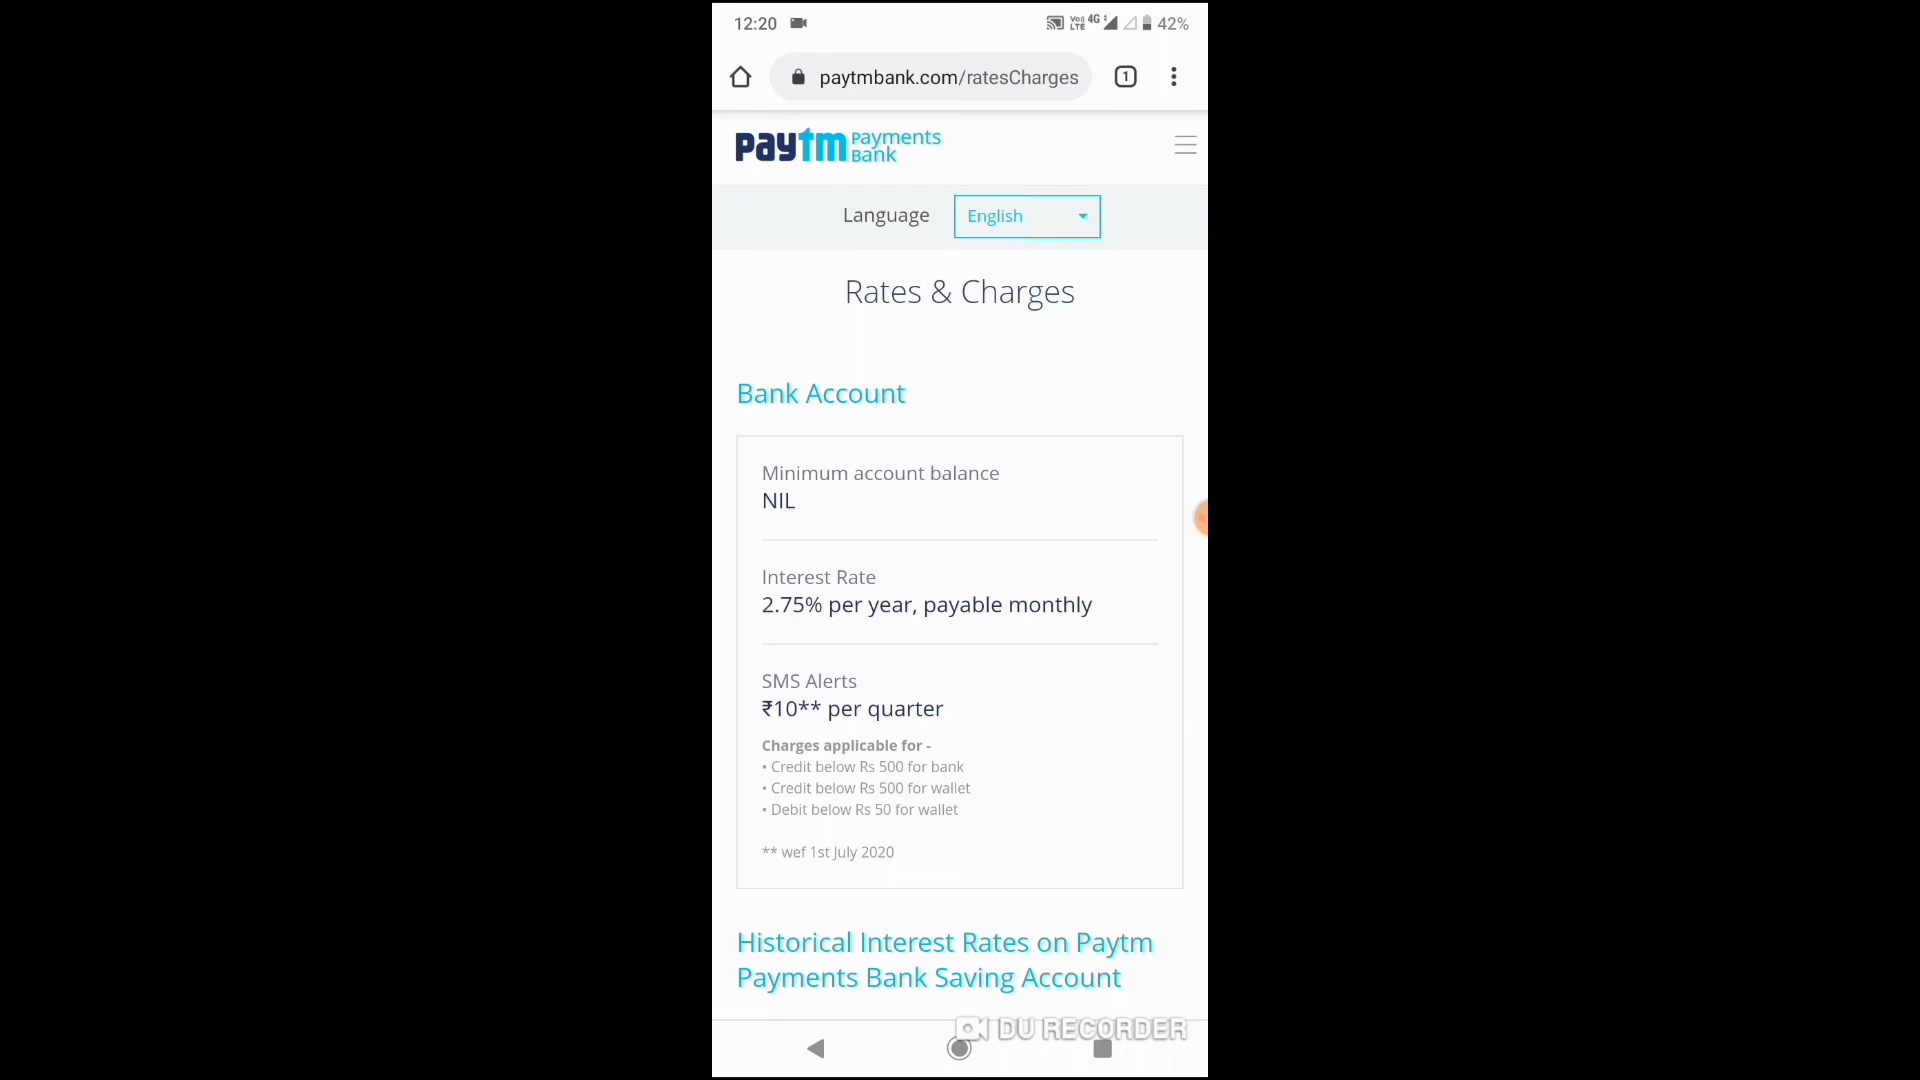 12:20 Vo) LTE 4G 42%
paytmbank.com/ratesCharges 1
paytm Payments Bank
Language English
Rates & Charges
Bank Account
Minimum account balance
NIL
Interest Rate
2.75% per year, payable monthly
SMS Alerts
₹10** per quarter
Charges applicable for -
• Credit below Rs 500 for bank
• Credit below Rs 500 for wallet
• Debit below Rs 50 for wallet
** wef 1st July 2020
Historical Interest Rates on Paytm
Payments Bank Saving Account
DU RECORDER